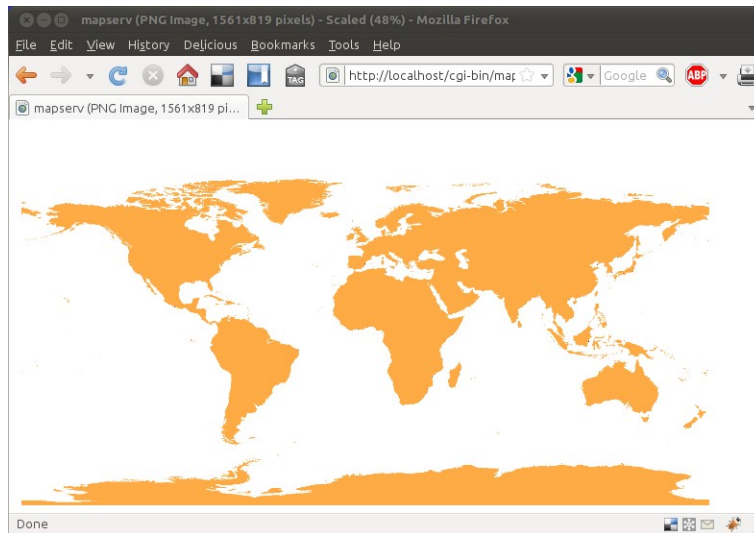 mapserv (PNG Image, 1561x819 pixels) - Scaled (48%) - Mozilla Firefox
File Edit View History Delicious Bookmarks Tools Help
TAG http://localhost/cgi-bin/map Google ABP
mapserv (PNG Image, 1561x819 pi...
Done